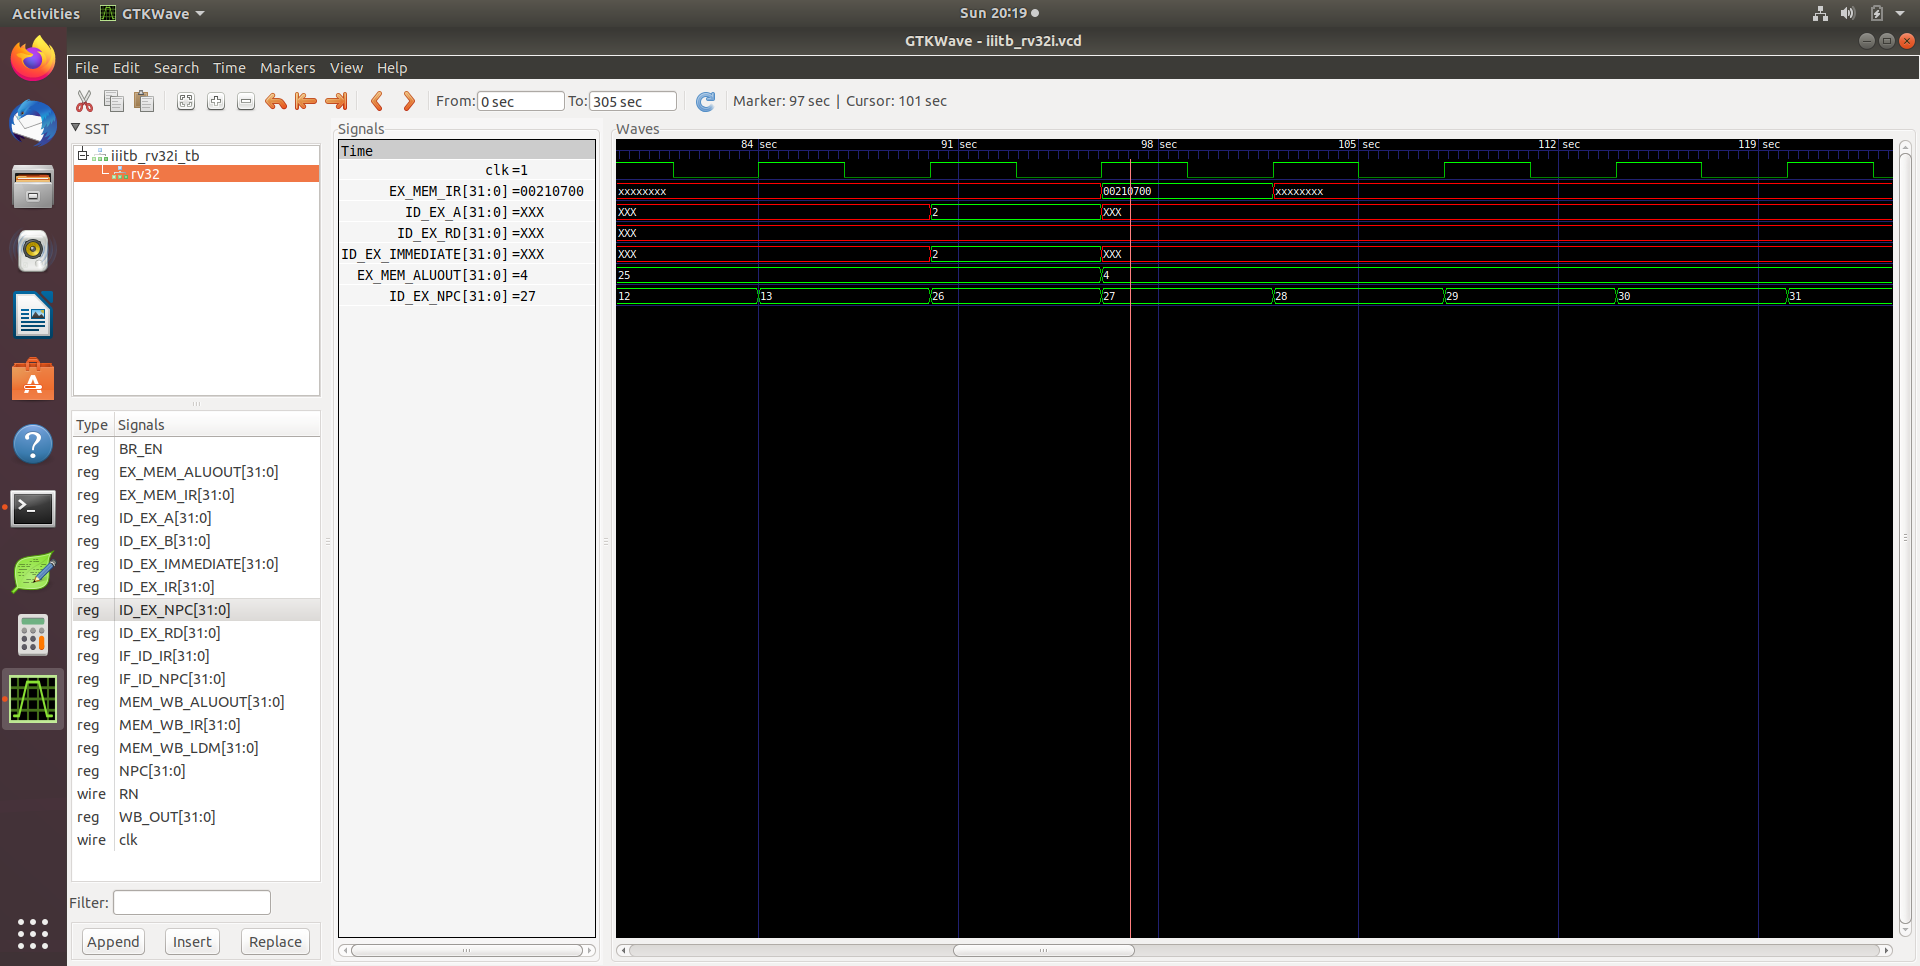 Activities GTKWave Sun 20:19
GTKWave - iiitb_rv32i.vcd
File Edit Search Time Markers View Help
From: 0 sec To: 305 sec Marker: 97 sec | Cursor: 101 sec
SST
iiitb_rv32i_tb
rv32
Type Signals
reg BR_EN
reg EX_MEM_ALUOUT[31:0]
reg EX_MEM_IR[31:0]
reg ID_EX_A[31:0]
reg ID_EX_B[31:0]
reg ID_EX_IMMEDIATE[31:0]
reg ID_EX_IR[31:0]
reg ID_EX_NPC[31:0]
reg ID_EX_RD[31:0]
reg IF_ID_IR[31:0]
reg IF_ID_NPC[31:0]
reg MEM_WB_ALUOUT[31:0]
reg MEM_WB_IR[31:0]
reg MEM_WB_LDM[31:0]
reg NPC[31:0]
wire RN
reg WB_OUT[31:0]
wire clk
Filter:
Append Insert Replace
Signals
Time
clk =1
EX_MEM_IR[31:0] =00210700
ID_EX_A[31:0] =XXX
ID_EX_RD[31:0] =XXX
ID_EX_IMMEDIATE[31:0] =XXX
EX_MEM_ALUOUT[31:0] =4
ID_EX_NPC[31:0] =27
Waves
84 sec 91 sec 98 sec 105 sec 112 sec 119 sec
xxxxxxxx 00210700 xxxxxxxx
XXX 2 XXX
XXX
XXX 2 XXX
25 4
12 13 26 27 28 29 30 31